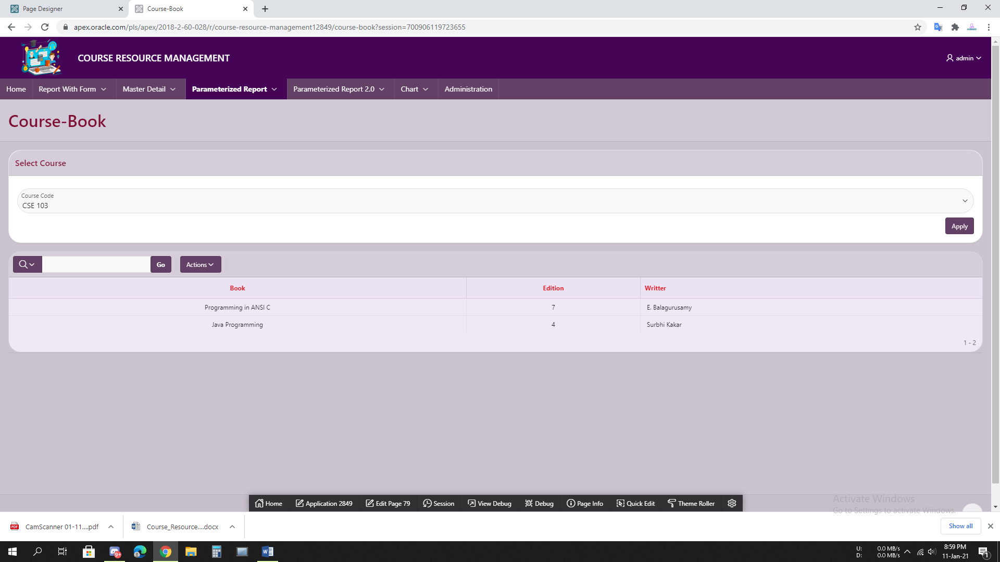 Page Designer
Course-Book
apex.oracle.com/pls/apex/2018-2-60-028/r/course-resource-management12849/course-book?session=700906119723655
COURSE RESOURCE MANAGEMENT
admin
Home Report With Form Master Detail Parameterized Report Parameterized Report 2.0 Chart Administration
Course-Book
Select Course
Course Code
CSE 103
Apply
Go Actions
Book Edition Writter
Programming in ANSI C 7 E. Balagurusamy
Java Programming 4 Surbhi Kakar
1 - 2
Activate Windows
Go to Settings to activate Windows.
Home Application 2849 Edit Page 79 Session View Debug Debug Page Info Quick Edit Theme Roller
PDF CamScanner 01-11....pdf Course_Resource....docx Show all
9+
U: 0.0 MB/s
D: 0.0 MB/s
8:59 PM
11-Jan-21
1